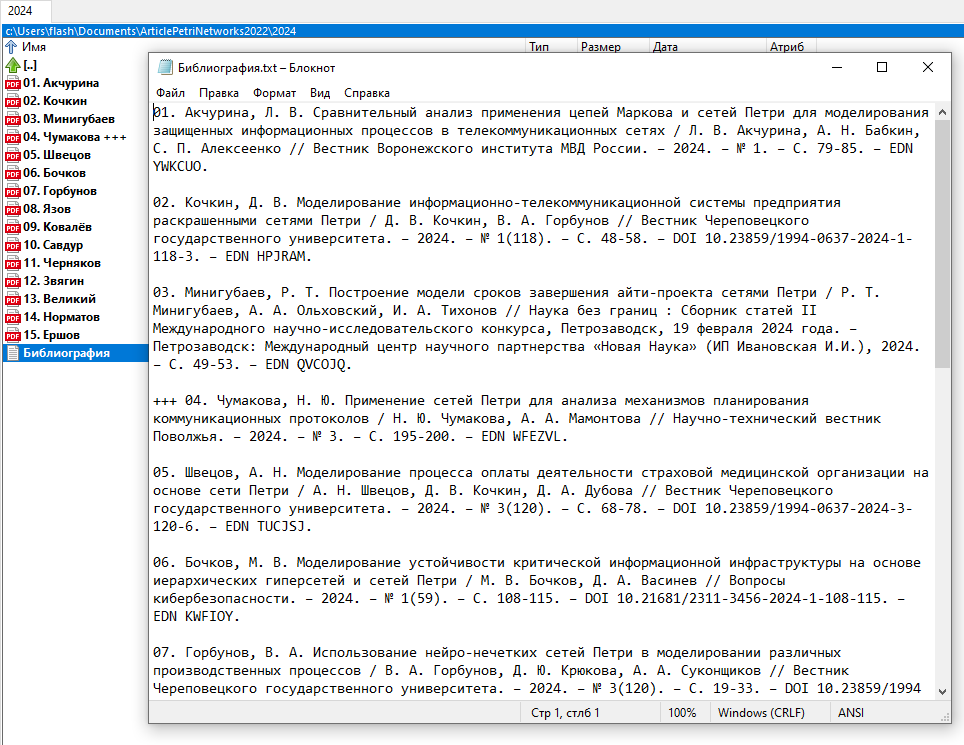 2024
c:\Users\flash\Documents\ArticlePetriNetworks2022\2024
Имя Тип Размер Дата Атриб
[..]
01. Акчурина
02. Кочкин
03. Минигубаев
04. Чумакова +++
05. Швецов
06. Бочков
07. Горбунов
08. Язов
09. Ковалёв
10. Савдур
11. Черняков
12. Звягин
13. Великий
14. Норматов
15. Ершов
Библиография
Библиография.txt – Блокнот
Файл Правка Формат Вид Справка
01. Акчурина, Л. В. Сравнительный анализ применения цепей Маркова и сетей Петри для моделирования
защищенных информационных процессов в телекоммуникационных сетях / Л. В. Акчурина, А. Н. Бабкин,
С. П. Алексеенко // Вестник Воронежского института МВД России. – 2024. – № 1. – С. 79-85. – EDN
YWKCUO.
02. Кочкин, Д. В. Моделирование информационно-телекоммуникационной системы предприятия
раскрашенными сетями Петри / Д. В. Кочкин, В. А. Горбунов // Вестник Череповецкого
государственного университета. – 2024. – № 1(118). – С. 48-58. – DOI 10.23859/1994-0637-2024-1-
118-3. – EDN HPJRAM.
03. Минигубаев, Р. Т. Построение модели сроков завершения айти-проекта сетями Петри / Р. Т.
Минигубаев, А. А. Ольховский, И. А. Тихонов // Наука без границ : Сборник статей II
Международного научно-исследовательского конкурса, Петрозаводск, 19 февраля 2024 года. –
Петрозаводск: Международный центр научного партнерства «Новая Наука» (ИП Ивановская И.И.), 2024.
– С. 49-53. – EDN QVCOJQ.
+++ 04. Чумакова, Н. Ю. Применение сетей Петри для анализа механизмов планирования
коммуникационных протоколов / Н. Ю. Чумакова, А. А. Мамонтова // Научно-технический вестник
Поволжья. – 2024. – № 3. – С. 195-200. – EDN WFEZVL.
05. Швецов, А. Н. Моделирование процесса оплаты деятельности страховой медицинской организации на
основе сети Петри / А. Н. Швецов, Д. В. Кочкин, Д. А. Дубова // Вестник Череповецкого
государственного университета. – 2024. – № 3(120). – С. 68-78. – DOI 10.23859/1994-0637-2024-3-
120-6. – EDN TUCJSJ.
06. Бочков, М. В. Моделирование устойчивости критической информационной инфраструктуры на основе
иерархических гиперсетей и сетей Петри / М. В. Бочков, Д. А. Васинев // Вопросы
кибербезопасности. – 2024. – № 1(59). – С. 108-115. – DOI 10.21681/2311-3456-2024-1-108-115. –
EDN KWFIOY.
07. Горбунов, В. А. Использование нейро-нечетких сетей Петри в моделировании различных
производственных процессов / В. А. Горбунов, Д. Ю. Крюкова, А. А. Суконщиков // Вестник
Череповецкого государственного университета. – 2024. – № 3(120). – С. 19-33. – DOI 10.23859/1994
Стр 1, стлб 1 100% Windows (CRLF) ANSI